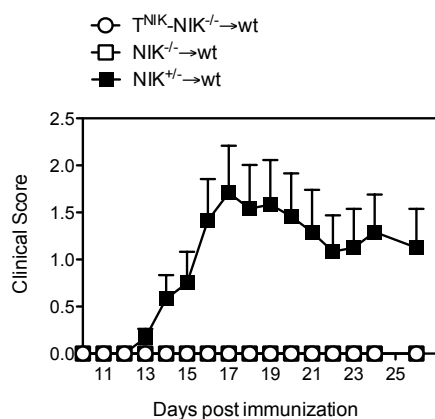 T^NIK-NIK^-/-→wt
NIK^-/-→wt
NIK^+/-→wt
2.5
2.0
1.5
1.0
0.5
0.0
Clinical Score
11 13 15 17 19 21 23 25
Days post immunization